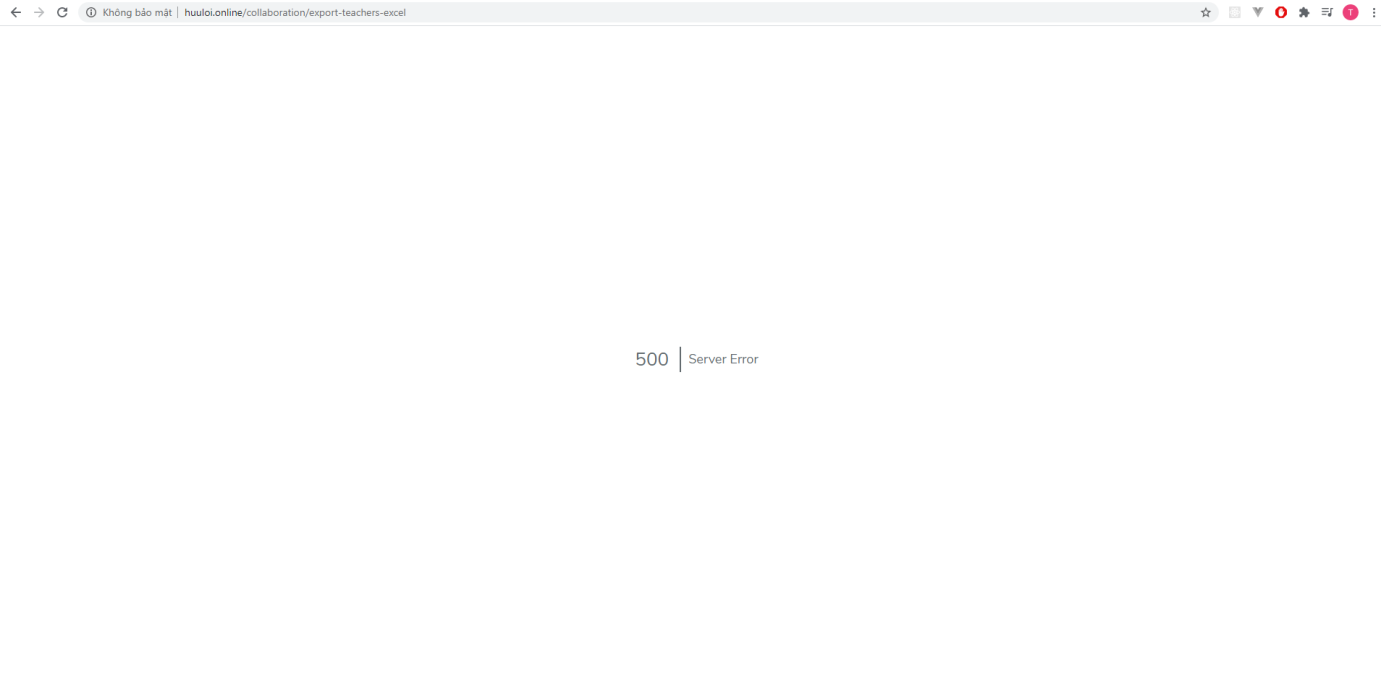 Không bảo mật | huuloi.online/collaboration/export-teachers-excel
T
500 | Server Error